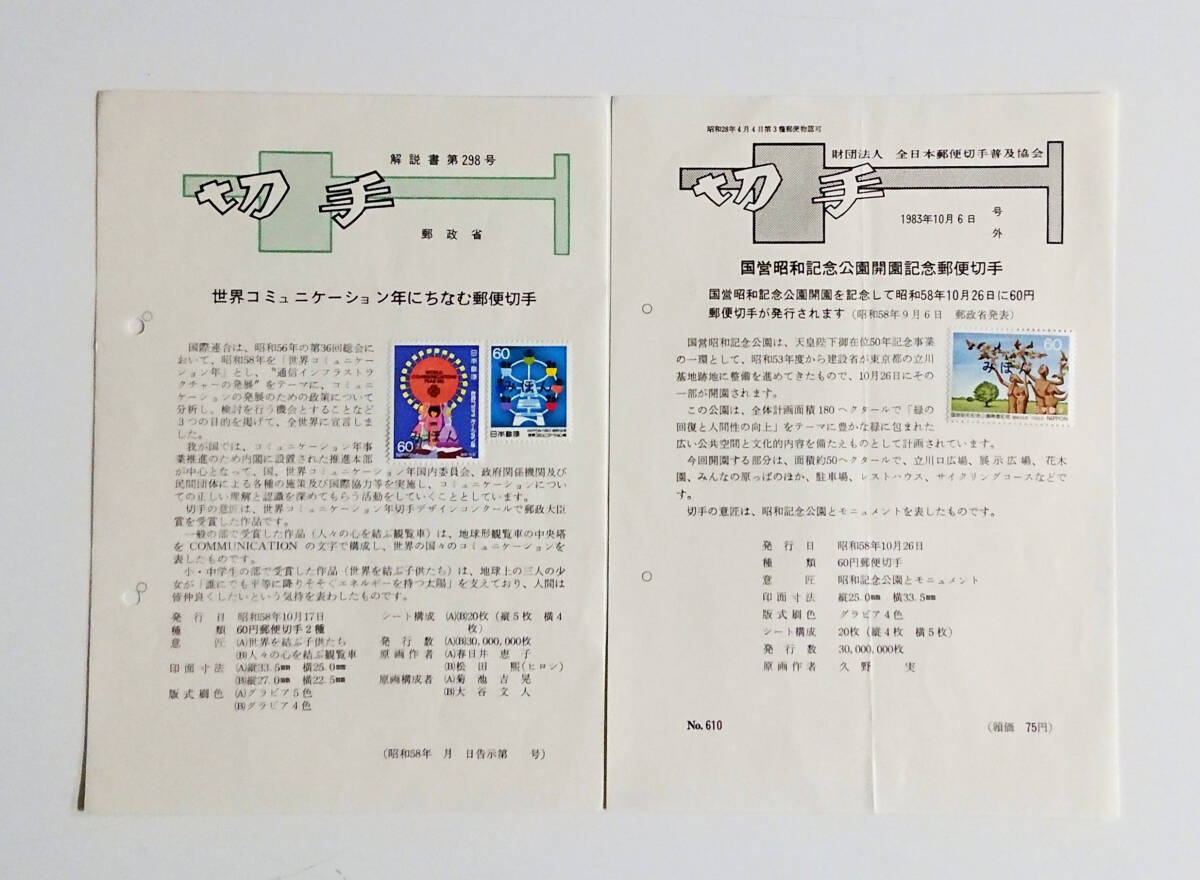 解説書第298号
切手
郵政省
世界コミュニケーション年にちなむ郵便切手
国際連合は、昭和56年の第36回総会に
おいて、昭和58年を「世界コミュニケー
ション年」とし、"通信インフラストラ
クチャーの発展"をテーマに、コミュニ
ケーションの発展のための政策について
分析し、検討を行う機会とすることなど
3つの目的を掲げて、全世界に宣言しま
した。
我が国では、コミュニケーション年事
業推進のため内閣に設置された推進本部
が中心となって、国、世界コミュニケーション年国内委員会、政府関係機関及び
民間団体による各種の施策及び国際協力等を実施し、コミュニケーションについ
ての正しい理解と認識を深めてもらう活動をしていくこととしています。
切手の意匠は、世界コミュニケーション年切手デザインコンクールで郵政大臣
賞を受賞した作品です。
一般の部で受賞した作品（人々の心を結ぶ観覧車）は、地球形観覧車の中央塔
をCOMMUNICATIONの文字で構成し、世界の国々のコミュニケーションを
表したものです。
小・中学生の部で受賞した作品（世界を結ぶ子供たち）は、地球上の三人の少
女が「誰にでも平等に降りそそぐエネルギーを持つ太陽」を支えており、人間は
皆仲良くしたいという気持を表わしたものです。
60
日本郵便
WORLD COMMUNICATIONS YEAR 1983
みほん
60
NIPPON
60
みほん
日本郵便
発行日 昭和58年10月17日
種類 60円郵便切手2種
意匠 (A)世界を結ぶ子供たち
(B)人々の心を結ぶ観覧車
印面寸法 (A)縦33.5㎜ 横25.0㎜
(B)縦27.0㎜ 横22.5㎜
版式刷色 (A)グラビア5色
(B)グラビア4色
シート構成 (A)(B)20枚（縦5枚 横4
枚）
発行数 (A)(B)30,000,000枚
原画作者 (A)春日井恵子
(B)松田熙(ヒロシ)
原画構成者 (A)菊池吉晃
(B)大谷文人
(昭和58年 月 日告示第 号)
昭和28年4月4日第3種郵便物認可
財団法人 全日本郵便切手普及協会
切手
1983年10月6日
号
外
国営昭和記念公園開園記念郵便切手
国営昭和記念公園開園を記念して昭和58年10月26日に60円
郵便切手が発行されます（昭和58年9月6日 郵政省発表）
国営昭和記念公園は、天皇陛下御在位50年記念事業
の一環として、昭和53年度から建設省が東京都の立川
基地跡地に整備を進めてきたもので、10月26日にその
一部が開園されます。
この公園は、全体計画面積180ヘクタールで「緑の
回復と人間性の向上」をテーマに豊かな緑に包まれた
広い公共空間と文化的内容を備えたものとして計画されています。
今回開園する部分は、面積約50ヘクタールで、立川口広場、展示広場、花木
園、みんなの原っぱのほか、駐車場、レストハウス、サイクリングコースなどで
す。
切手の意匠は、昭和記念公園とモニュメントを表したものです。
60
みほん
NIPPON
発行日 昭和58年10月26日
種類 60円郵便切手
意匠 昭和記念公園とモニュメント
印面寸法 縦25.0㎜ 横33.5㎜
版式刷色 グラビア4色
シート構成 20枚（縦4枚 横5枚）
発行数 30,000,000枚
原画作者 久野実
No.610
（頒価 75円）